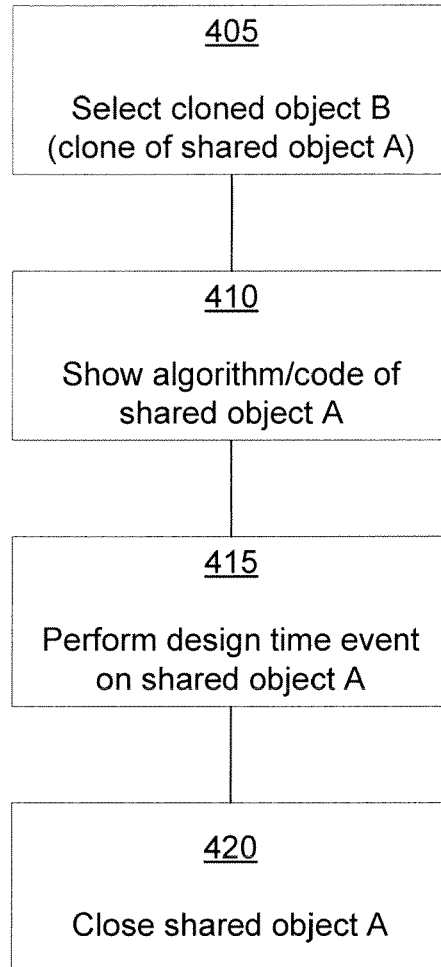 405
Select cloned object B
(clone of shared object A)
410
Show algorithm/code of
shared object A
415
Perform design time event
on shared object A
420
Close shared object A